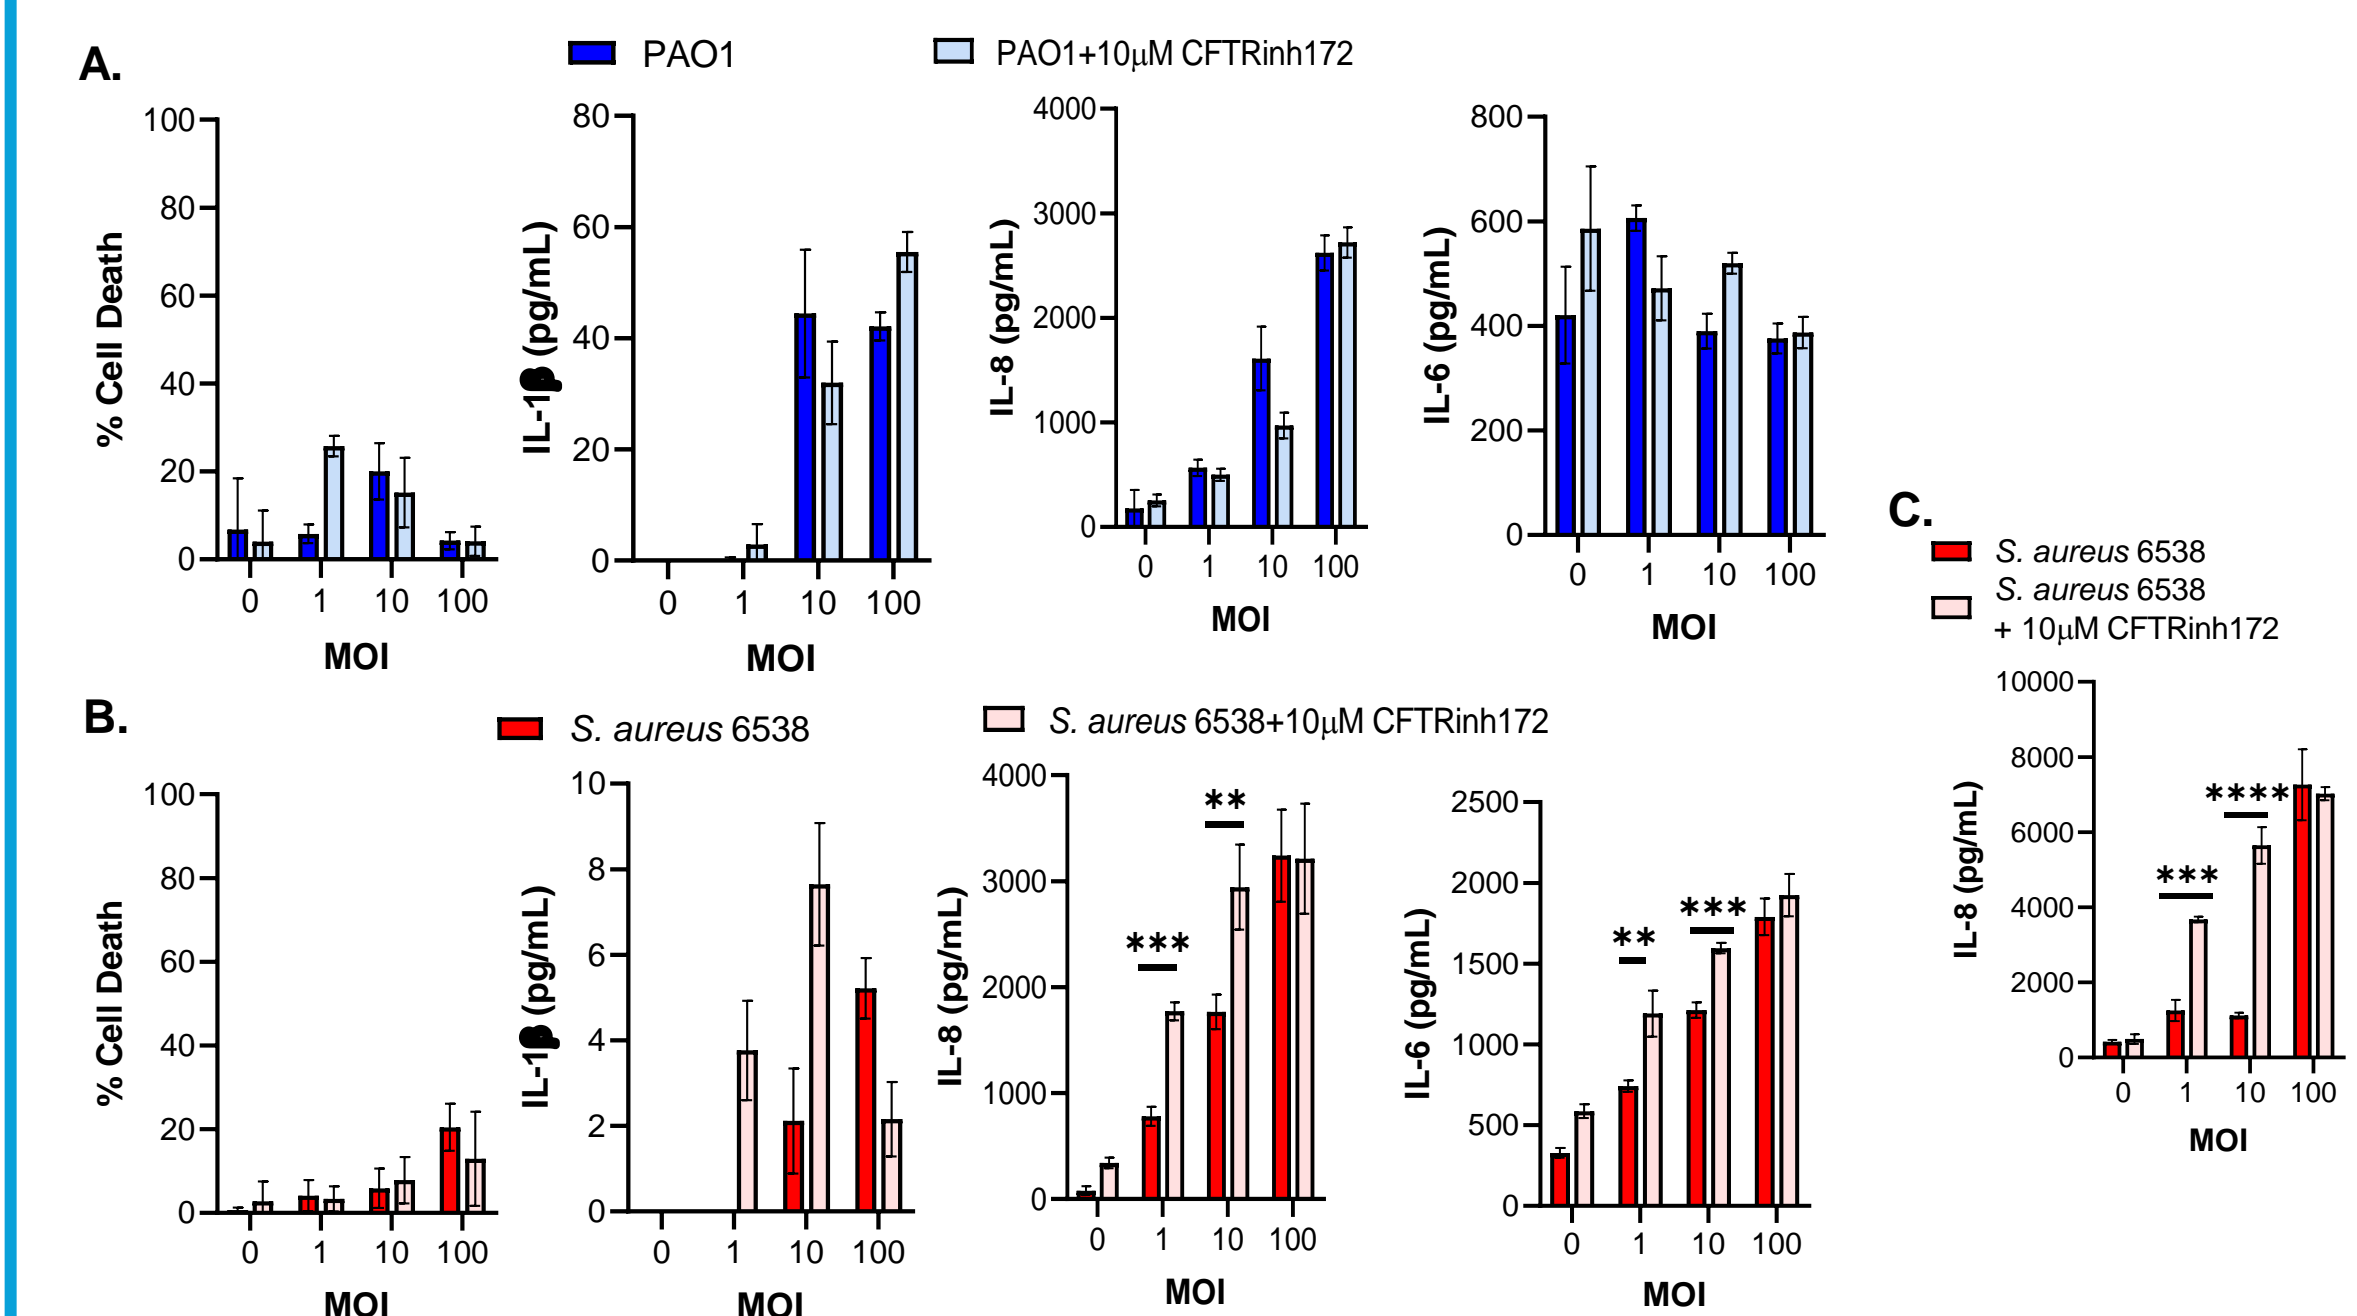 A.
PAO1
PAO1+10μM CFTRinh172
% Cell Death
100
80
60
40
20
0
0 1 10 100
MOI
IL-1 (pg/mL)
80
60
40
20
0
0 1 10 100
MOI
IL-8 (pg/mL)
4000
3000
2000
1000
0
0 1 10 100
MOI
IL-6 (pg/mL)
800
600
400
200
0
0 1 10 100
MOI
B.
S. aureus 6538
S. aureus 6538+10μM CFTRinh172
% Cell Death
100
80
60
40
20
0
0 1 10 100
MOI
IL-1 (pg/mL)
10
8
6
4
2
0
0 1 10 100
MOI
IL-8 (pg/mL)
4000
3000
2000
1000
0
***
**
0 1 10 100
MOI
IL-6 (pg/mL)
2500
2000
1500
1000
500
0
**
***
0 1 10 100
MOI
C.
S. aureus 6538
S. aureus 6538
+ 10μM CFTRinh172
IL-8 (pg/mL)
10000
8000
6000
4000
2000
0
***
****
0 1 10 100
MOI